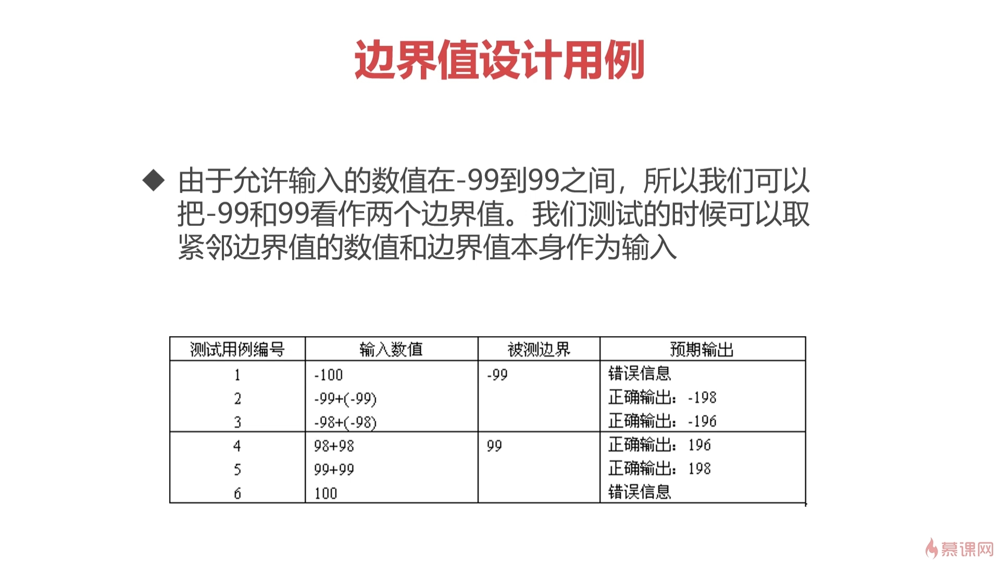 边界值设计用例
◆ 由于允许输入的数值在-99到99之间，所以我们可以
把-99和99看作两个边界值。我们测试的时候可以取
紧邻边界值的数值和边界值本身作为输入
测试用例编号 输入数值 被测边界 预期输出
1 -100 -99 错误信息
2 -99+(-99) 正确输出：-198
3 -98+(-98) 正确输出：-196
4 98+98 99 正确输出：196
5 99+99 正确输出：198
6 100 错误信息
慕课网